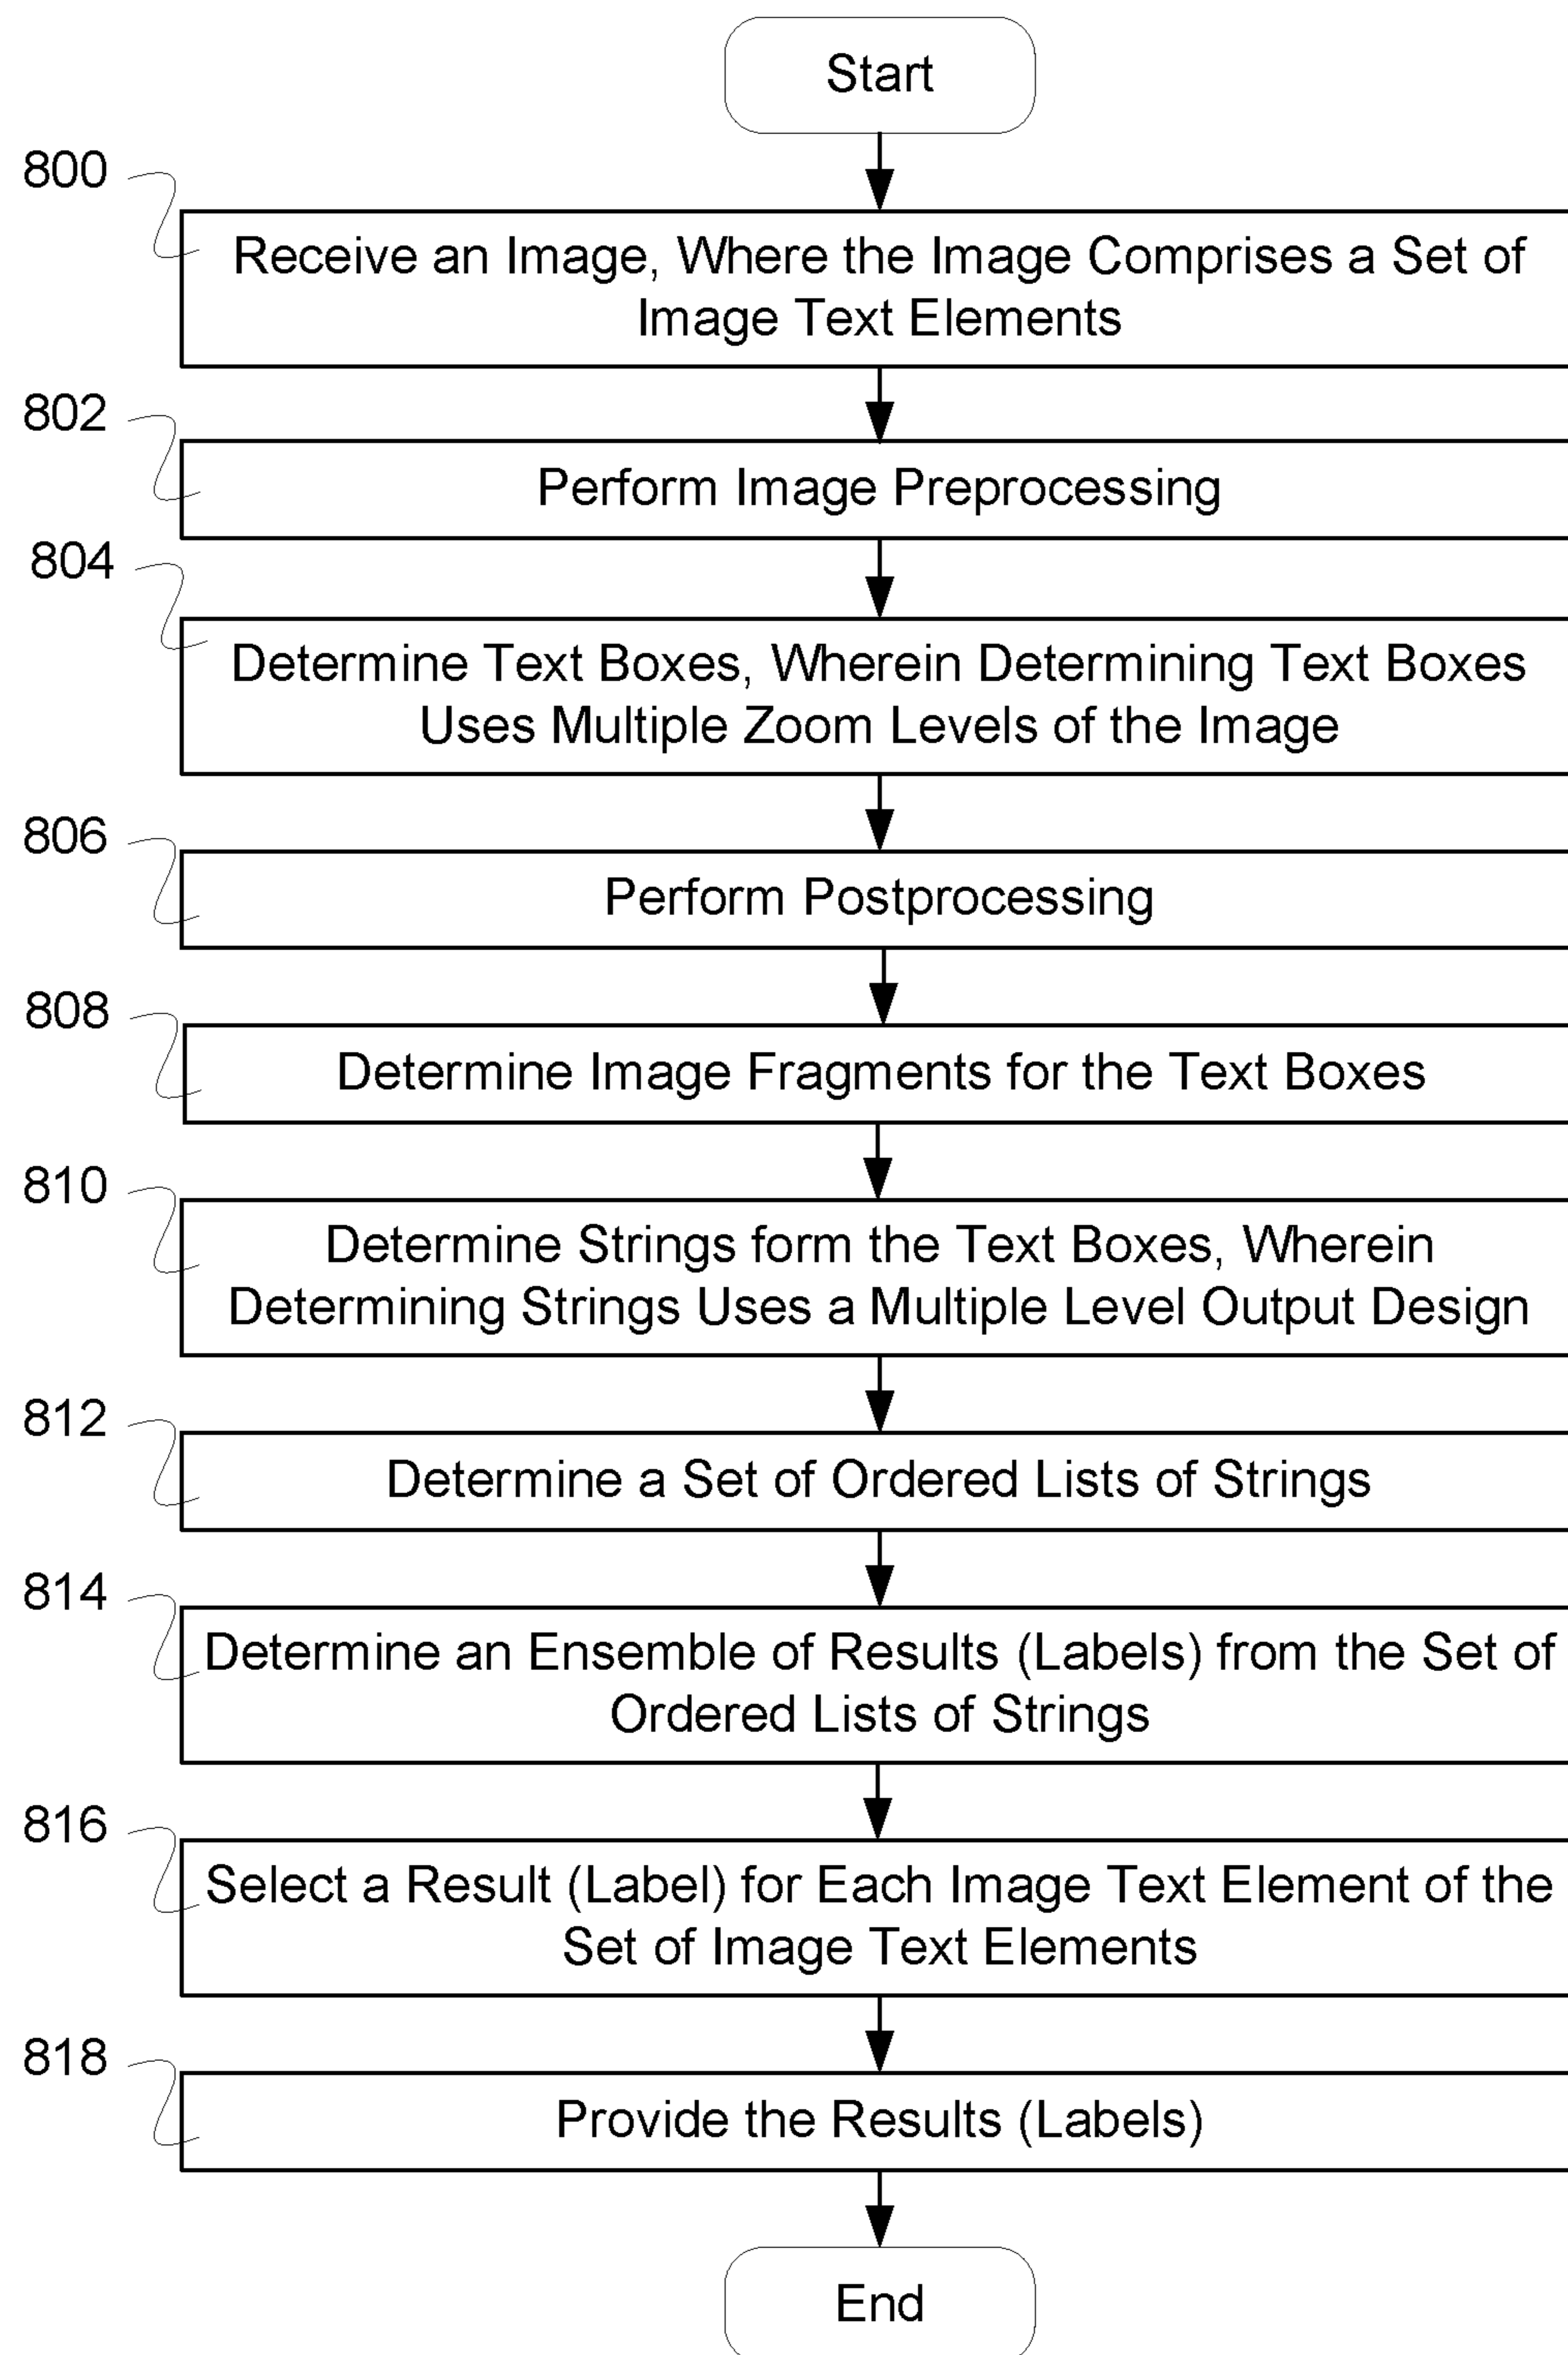 Start
800
Receive an Image, Where the Image Comprises a Set of
Image Text Elements
802
Perform Image Preprocessing
804
Determine Text Boxes, Wherein Determining Text Boxes
Uses Multiple Zoom Levels of the Image
806
Perform Postprocessing
808
Determine Image Fragments for the Text Boxes
810
Determine Strings form the Text Boxes, Wherein
Determining Strings Uses a Multiple Level Output Design
812
Determine a Set of Ordered Lists of Strings
814
Determine an Ensemble of Results (Labels) from the Set of
Ordered Lists of Strings
816
Select a Result (Label) for Each Image Text Element of the
Set of Image Text Elements
818
Provide the Results (Labels)
End